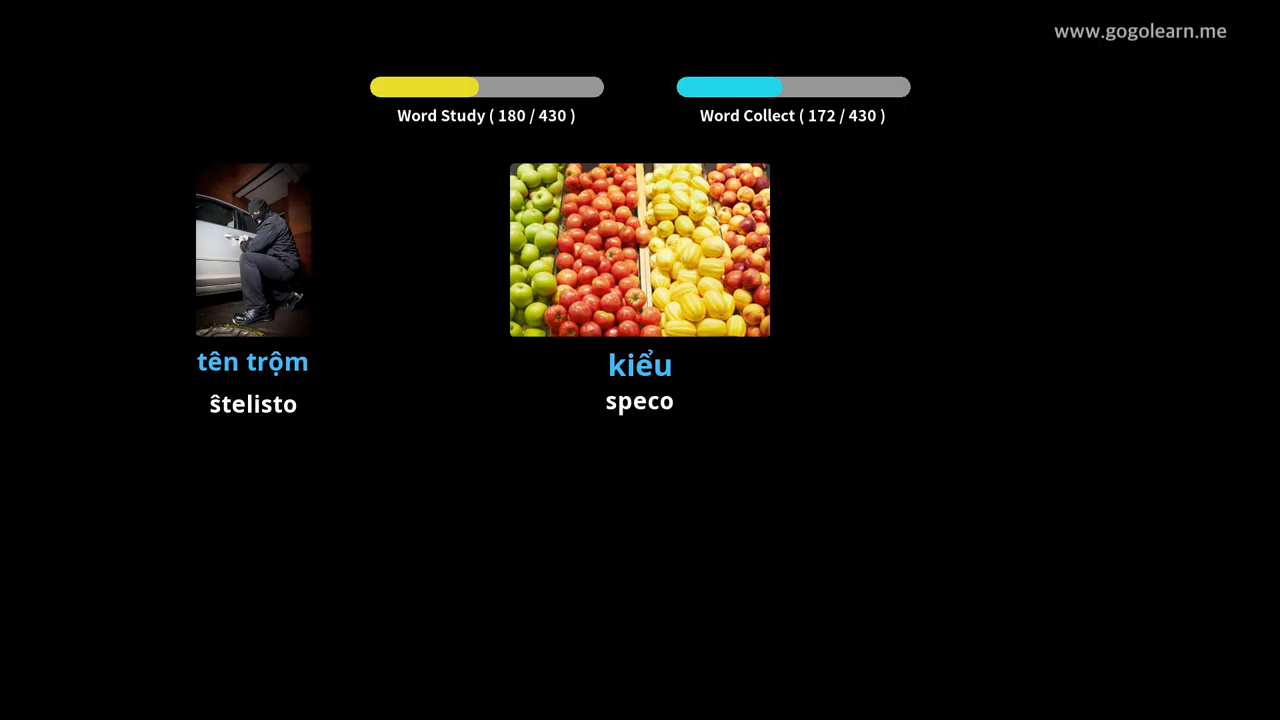 www.gogolearn.me
Word Study ( 180 / 430 )
Word Collect ( 172 / 430 )
tên trộm
ŝtelisto
kiểu
speco